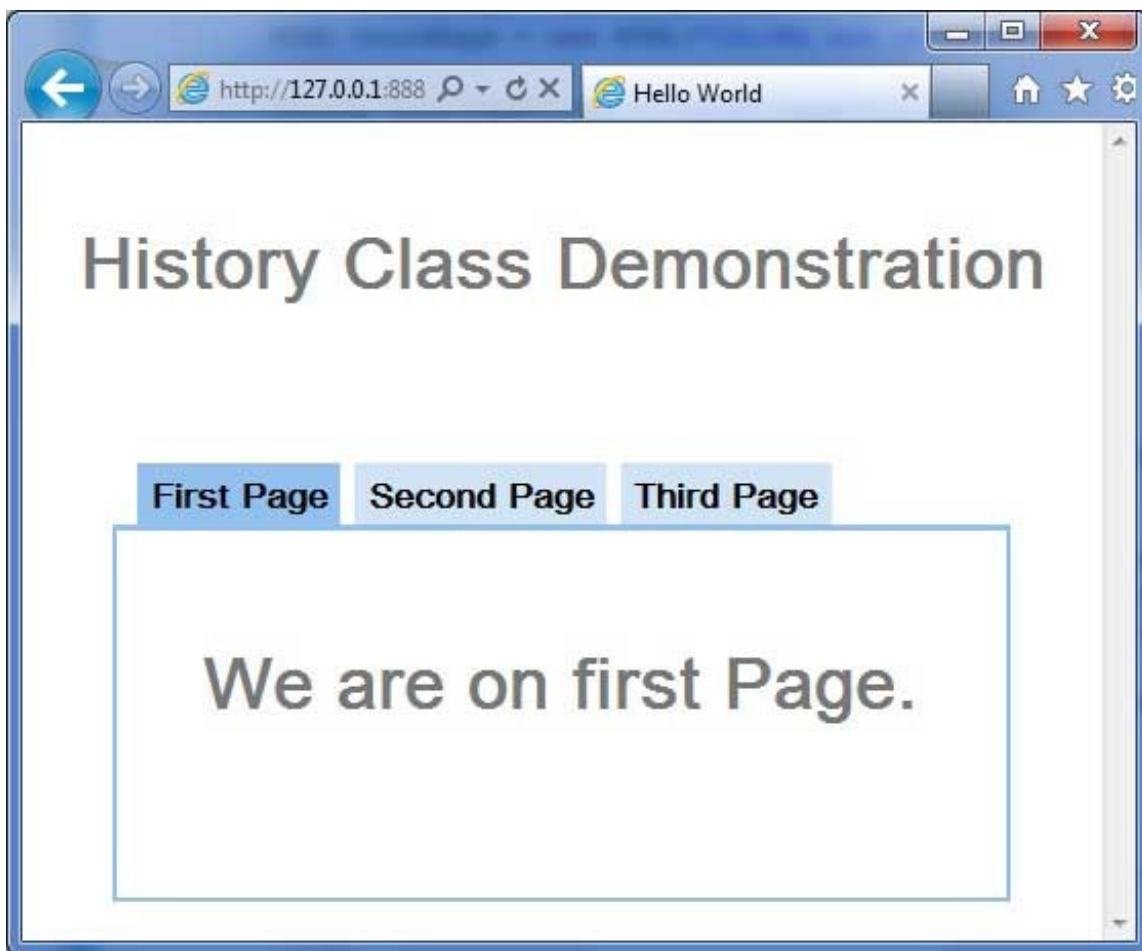 http://127.0.0.1:888 Hello World
History Class Demonstration
First Page Second Page Third Page
We are on first Page.